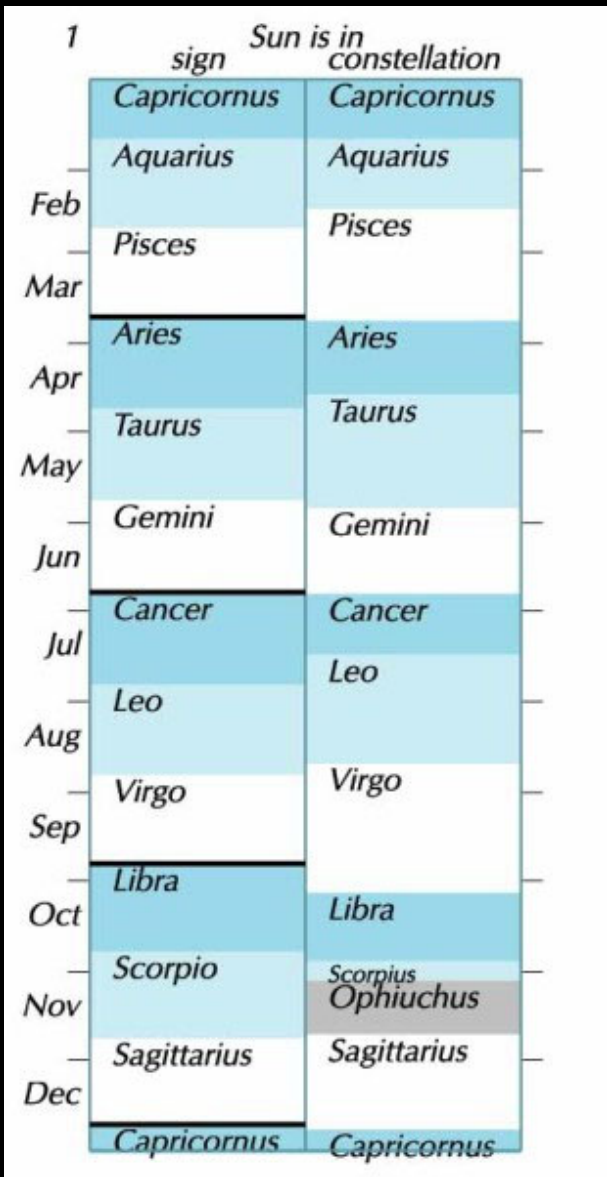 1 Sun is in
sign constellation
Capricornus Capricornus
Aquarius Aquarius
Feb
Pisces Pisces
Mar
Aries Aries
Apr
Taurus Taurus
May
Gemini Gemini
Jun
Cancer Cancer
Jul
Leo Leo
Aug
Virgo Virgo
Sep
Libra
Oct Libra
Scorpio Scorpius
Nov Ophiuchus
Sagittarius Sagittarius
Dec
Capricornus Capricornus